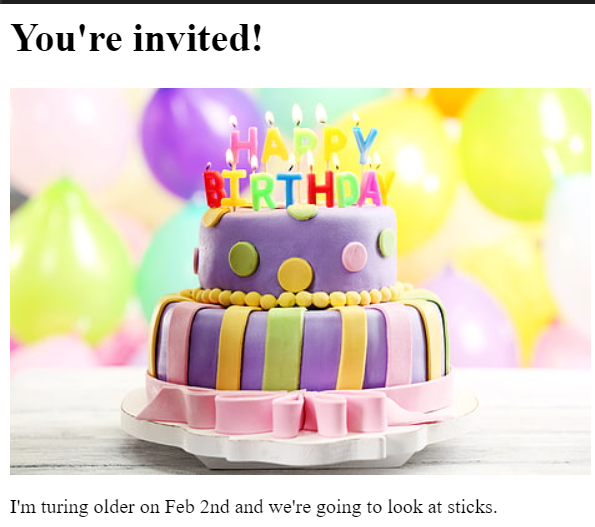 You're invited!
HAPPY
BIRTHDAY
I'm turing older on Feb 2nd and we're going to look at sticks.